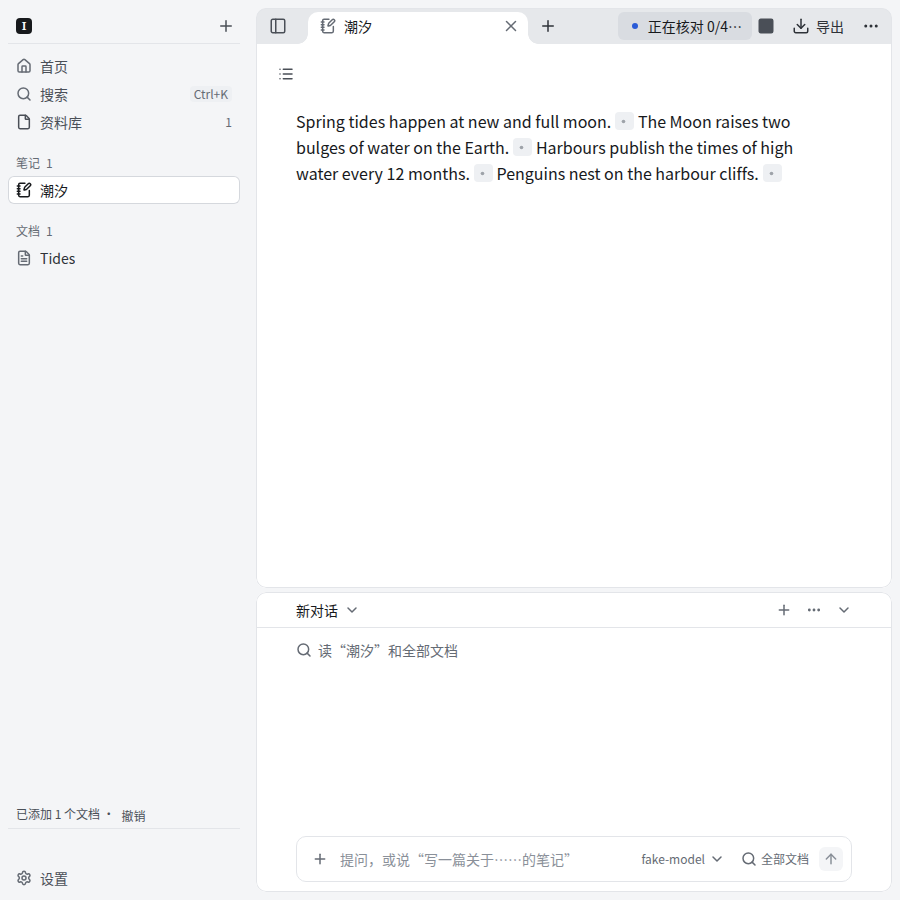 I
首页
搜索 Ctrl+K
资料库 1
笔记 1
潮汐
文档 1
Tides
已添加 1 个文档 · 撤销
设置
潮汐
正在核对 0/4…
导出
Spring tides happen at new and full moon. The Moon raises two
bulges of water on the Earth. Harbours publish the times of high
water every 12 months. Penguins nest on the harbour cliffs.
新对话
读“潮汐”和全部文档
提问，或说“写一篇关于……的笔记”
fake-model
全部文档